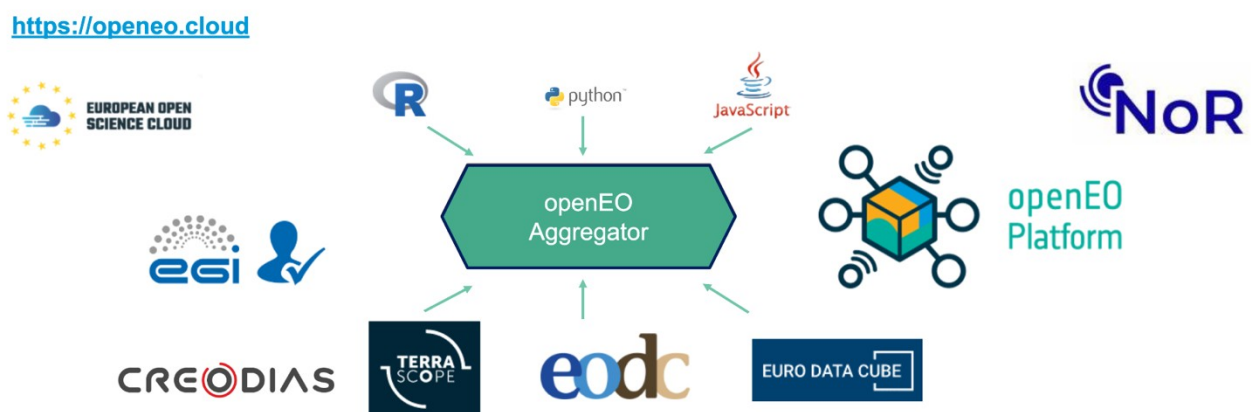 https://openeo.cloud
EUROPEAN OPEN
SCIENCE CLOUD
R
python™
JavaScript
NoR
openEO
Aggregator
openEO
Platform
egi
CREODIAS
TERRA
SCOPE
eodc
EURO DATA CUBE